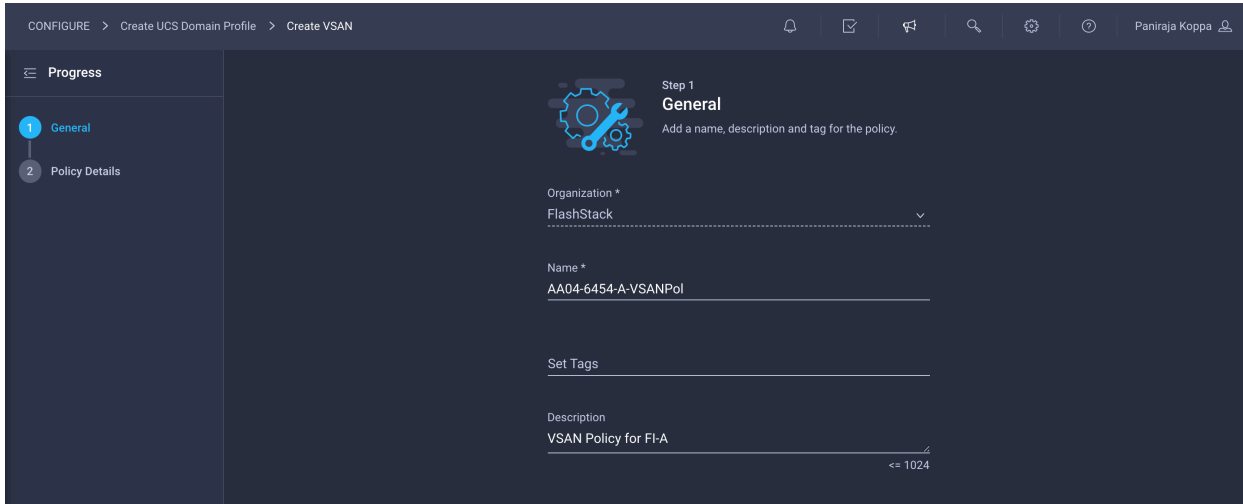 CONFIGURE > Create UCS Domain Profile > Create VSAN
Paniraja Koppa
Progress
1 General
2 Policy Details
Step 1
General
Add a name, description and tag for the policy.
Organization *
FlashStack
Name *
AA04-6454-A-VSANPol
Set Tags
Description
VSAN Policy for FI-A
<= 1024